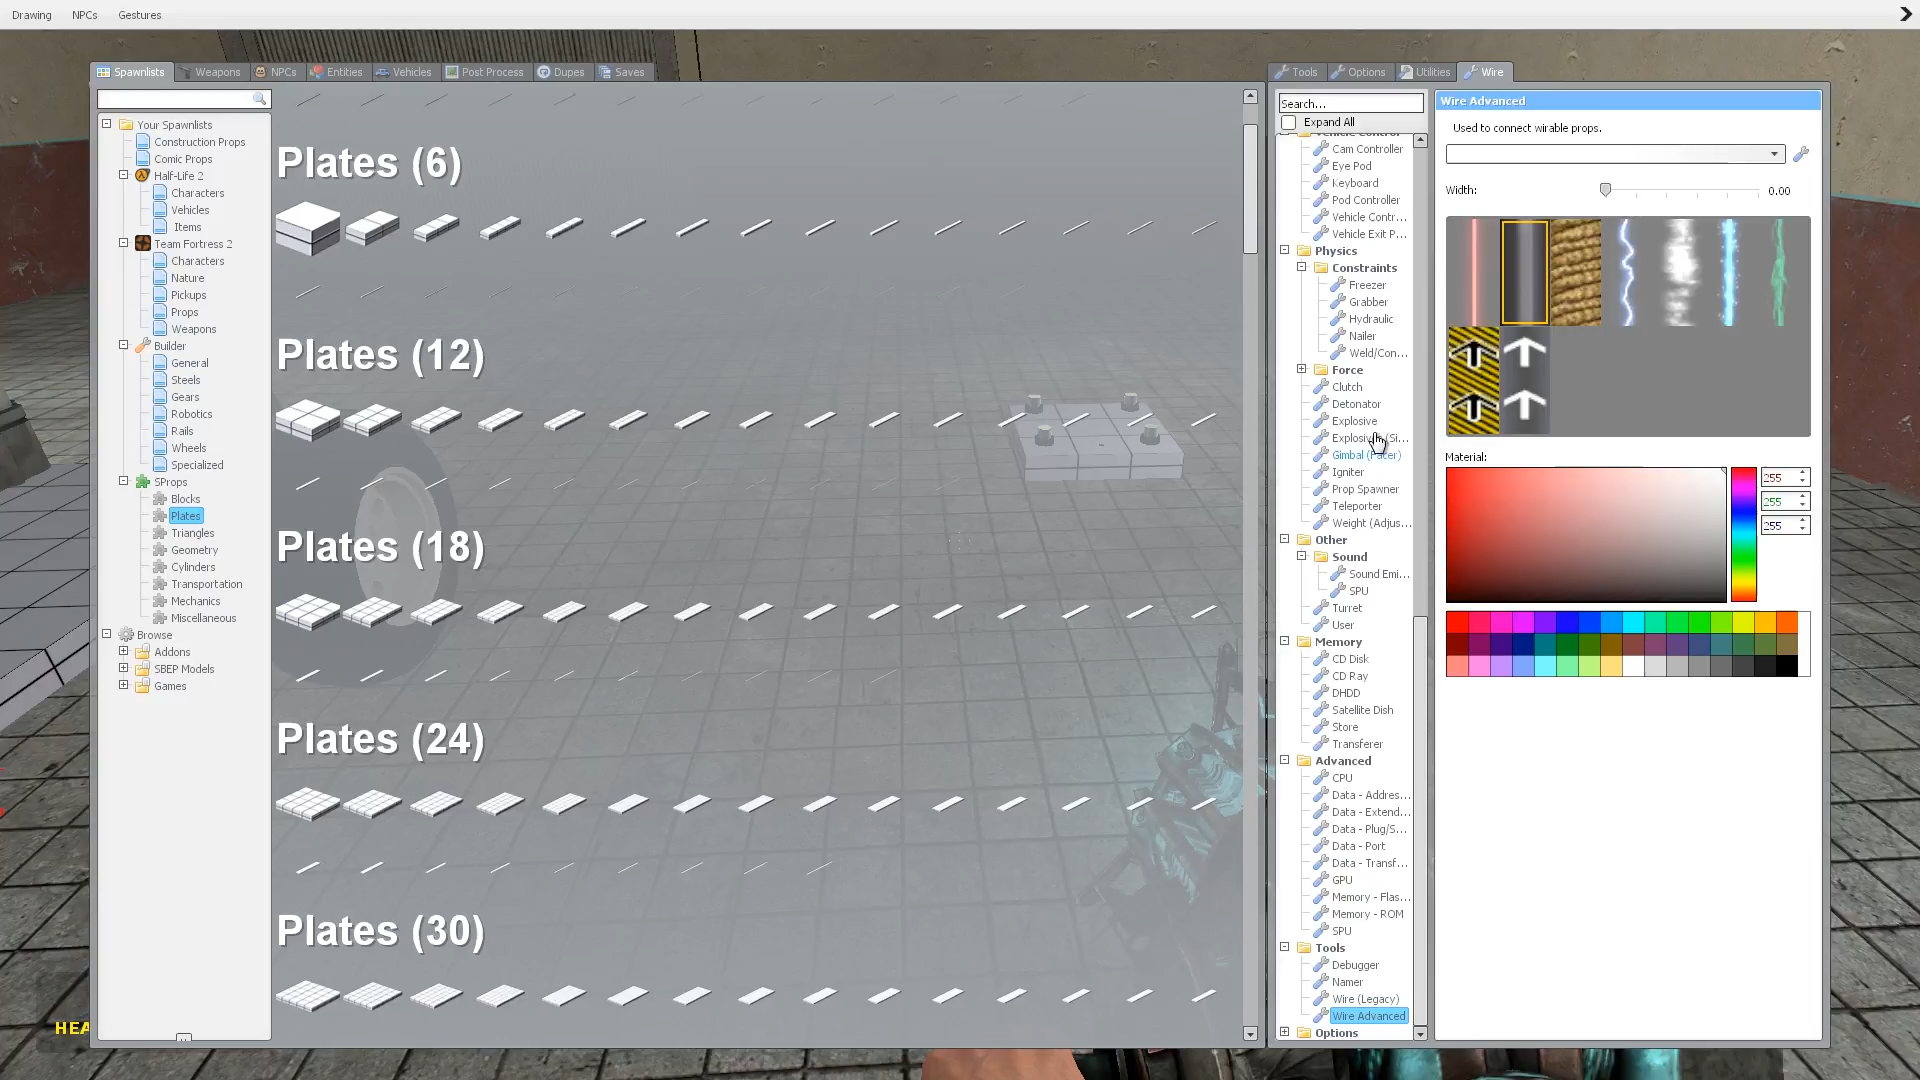 Drawing NPCs Gestures
Spawnlists Weapons NPCs Entities Vehicles Post Process Dupes Saves
Your Spawnlists
Construction Props
Comic Props
Half-Life 2
Characters
Vehicles
Items
Team Fortress 2
Characters
Nature
Pickups
Props
Weapons
Builder
General
Steels
Gears
Robotics
Rails
Wheels
Specialized
SProps
Blocks
Plates
Triangles
Geometry
Cylinders
Transportation
Mechanics
Miscellaneous
Browse
Addons
SBEP Models
Games
HEA
Plates (6)
Plates (12)
Plates (18)
Plates (24)
Plates (30)
Tools Options Utilities Wire
Search...
Expand All
Vehicle Control
Cam Controller
Eye Pod
Keyboard
Pod Controller
Vehicle Contr...
Vehicle Exit P...
Physics
Constraints
Freezer
Grabber
Hydraulic
Nailer
Weld/Con...
Force
Clutch
Detonator
Explosive
Explosive (Si...
Gimbal (Facer)
Igniter
Prop Spawner
Teleporter
Weight (Adjus...
Other
Sound
Sound Emi...
SPU
Turret
User
Memory
CD Disk
CD Ray
DHDD
Satellite Dish
Store
Transferer
Advanced
CPU
Data - Addres...
Data - Extend...
Data - Plug/S...
Data - Port
Data - Transf...
GPU
Memory - Flas...
Memory - ROM
SPU
Tools
Debugger
Namer
Wire (Legacy)
Wire Advanced
Options
Wire Advanced
Used to connect wirable props.
Width: 0.00
Material:
255
255
255